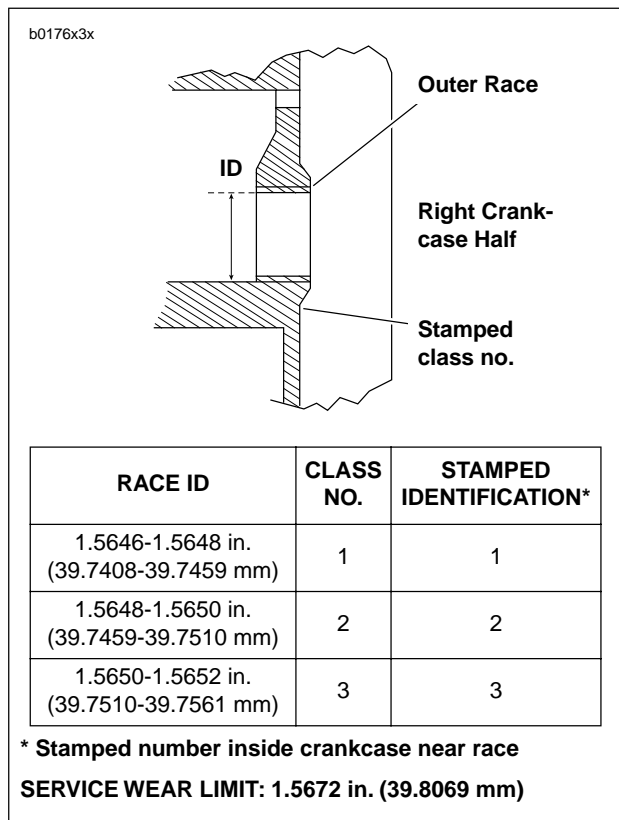 b0176x3x
Outer Race
ID
Right Crank-
case Half
Stamped
class no.
RACE ID CLASS NO. STAMPED IDENTIFICATION*
1.5646-1.5648 in.
(39.7408-39.7459 mm) 1 1
1.5648-1.5650 in.
(39.7459-39.7510 mm) 2 2
1.5650-1.5652 in.
(39.7510-39.7561 mm) 3 3
* Stamped number inside crankcase near race
SERVICE WEAR LIMIT: 1.5672 in. (39.8069 mm)